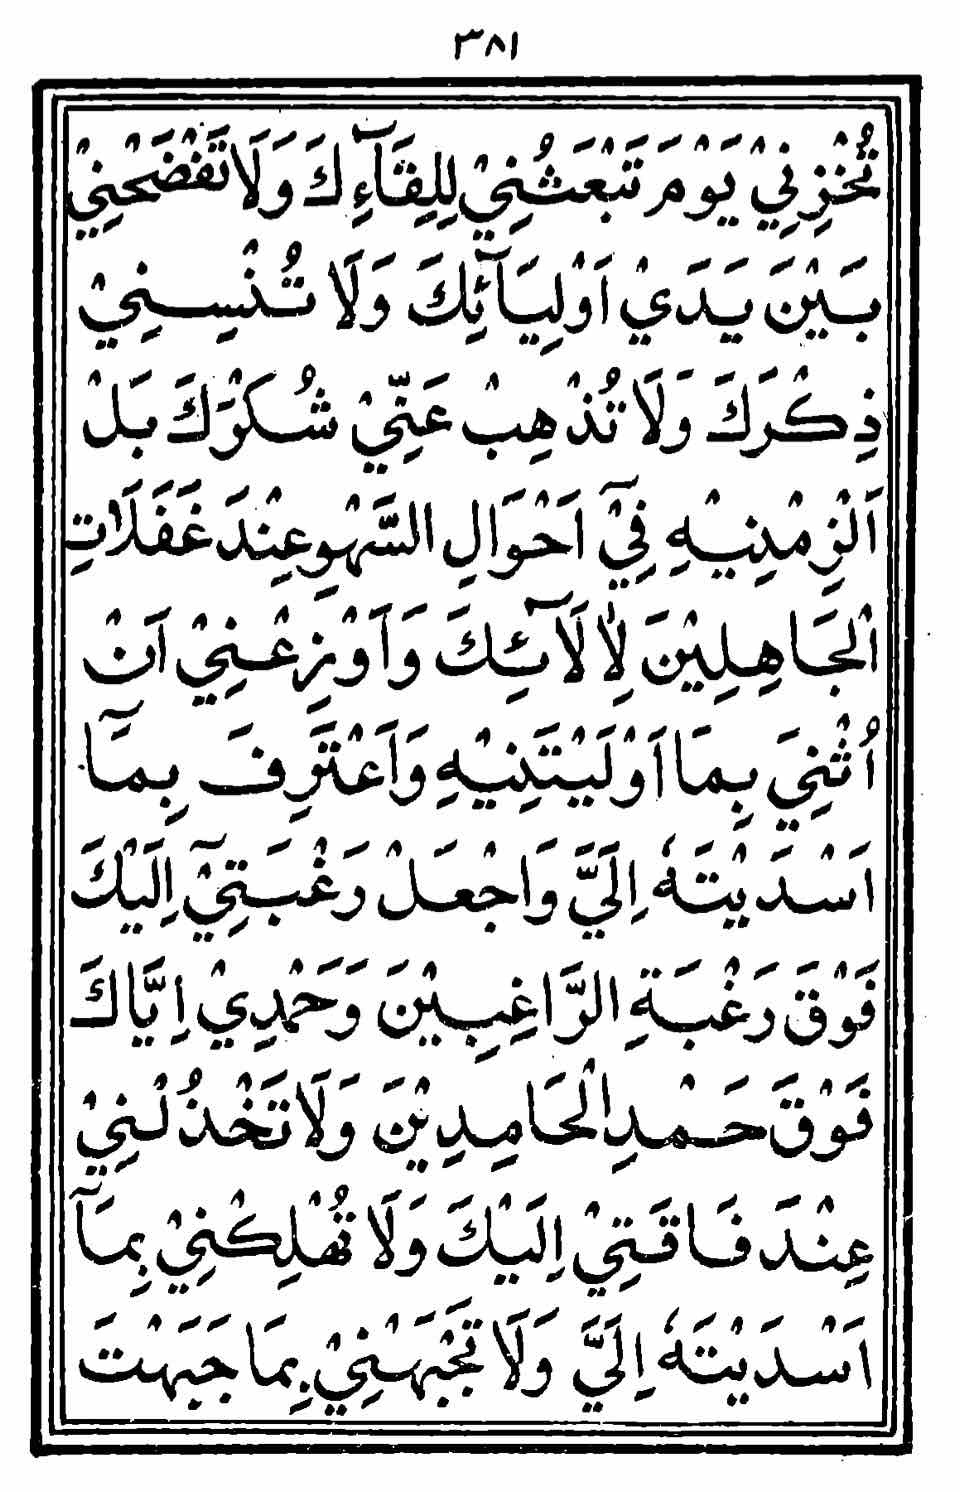 ٣٨١
تُخْزِنِيْ يَوْمَ تَبْعَثُنِيْ لِلِقَآءِكَ وَلَا تَفْضَحْنِيْ
بَيْنَ يَدَيْ اَوْلِيَآئِكَ وَلَا تُنْسِنِيْ
ذِكْرَكَ وَلَا تُذْهِبْ عَنِّيْ شُكْرَكَ بَلْ
اَلْزِمْنِيْهِ فِيْٓ اَحْوَالِ السَّهْوِ عِنْدَ غَفَلَاتِ
الْجَاهِلِيْنَ لِاٰلَآئِكَ وَاَوْزِعْنِيْ اَنْ
اُثْنِيَ بِمَا اَوْلَيْتَنِيْهِ وَاَعْتَرِفَ بِمَآ
اَسْدَيْتَهٗ اِلَيَّ وَاجْعَلْ رَغْبَتِيْٓ اِلَيْكَ
فَوْقَ رَغْبَةِ الرَّاغِبِيْنَ وَحَمْدِيْ اِيَّاكَ
فَوْقَ حَمْدِ الْحَامِدِيْنَ وَلَا تَخْذُلْنِيْ
عِنْدَ فَاقَتِيْ اِلَيْكَ وَلَا تُهْلِكْنِيْ بِمَآ
اَسْدَيْتَهٗ اِلَيَّ وَلَا تَجْبَهْنِيْ بِمَا جَبَهْتَ